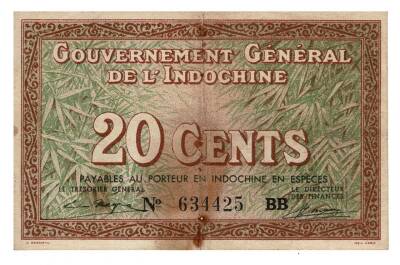 GOUVERNEMENT GÉNÉRAL
DE L'INDOCHINE
20 CENTS
PAYABLES AU PORTEUR EN INDOCHINE EN ESPÈCES
LE TRÉSORIER GÉNÉRAL
LE DIRECTEUR
DES FINANCES
No 634425 BB